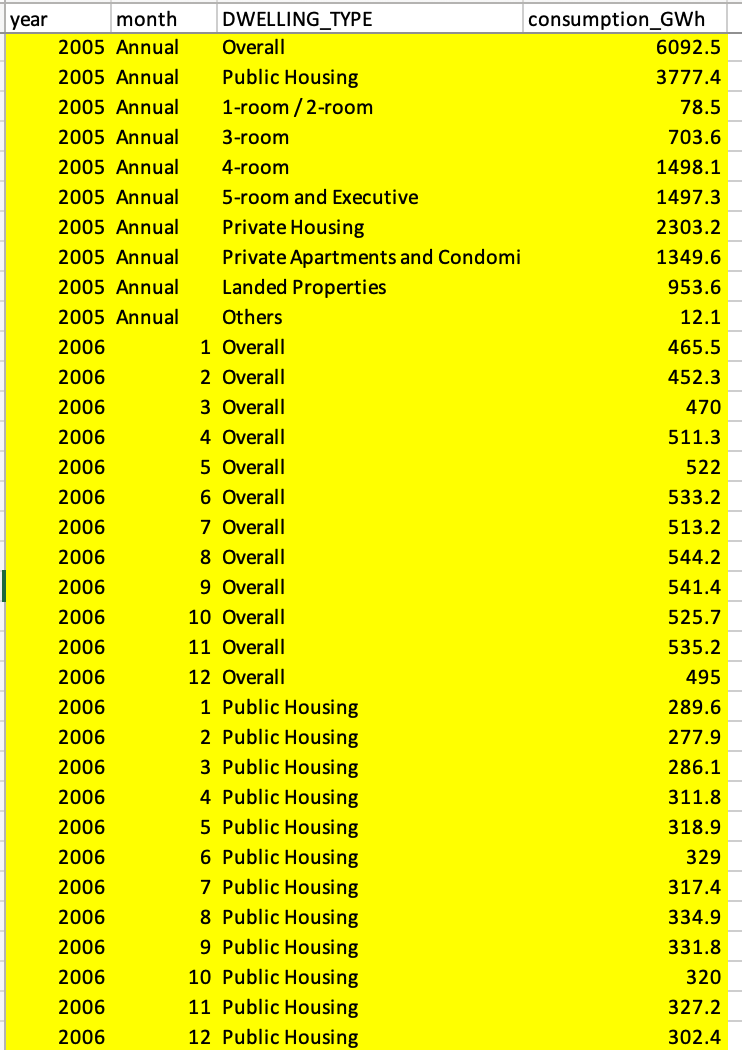 year month DWELLING_TYPE consumption_GWh
2005 Annual Overall 6092.5
2005 Annual Public Housing 3777.4
2005 Annual 1-room / 2-room 78.5
2005 Annual 3-room 703.6
2005 Annual 4-room 1498.1
2005 Annual 5-room and Executive 1497.3
2005 Annual Private Housing 2303.2
2005 Annual Private Apartments and Condomi 1349.6
2005 Annual Landed Properties 953.6
2005 Annual Others 12.1
2006 1 Overall 465.5
2006 2 Overall 452.3
2006 3 Overall 470
2006 4 Overall 511.3
2006 5 Overall 522
2006 6 Overall 533.2
2006 7 Overall 513.2
2006 8 Overall 544.2
2006 9 Overall 541.4
2006 10 Overall 525.7
2006 11 Overall 535.2
2006 12 Overall 495
2006 1 Public Housing 289.6
2006 2 Public Housing 277.9
2006 3 Public Housing 286.1
2006 4 Public Housing 311.8
2006 5 Public Housing 318.9
2006 6 Public Housing 329
2006 7 Public Housing 317.4
2006 8 Public Housing 334.9
2006 9 Public Housing 331.8
2006 10 Public Housing 320
2006 11 Public Housing 327.2
2006 12 Public Housing 302.4